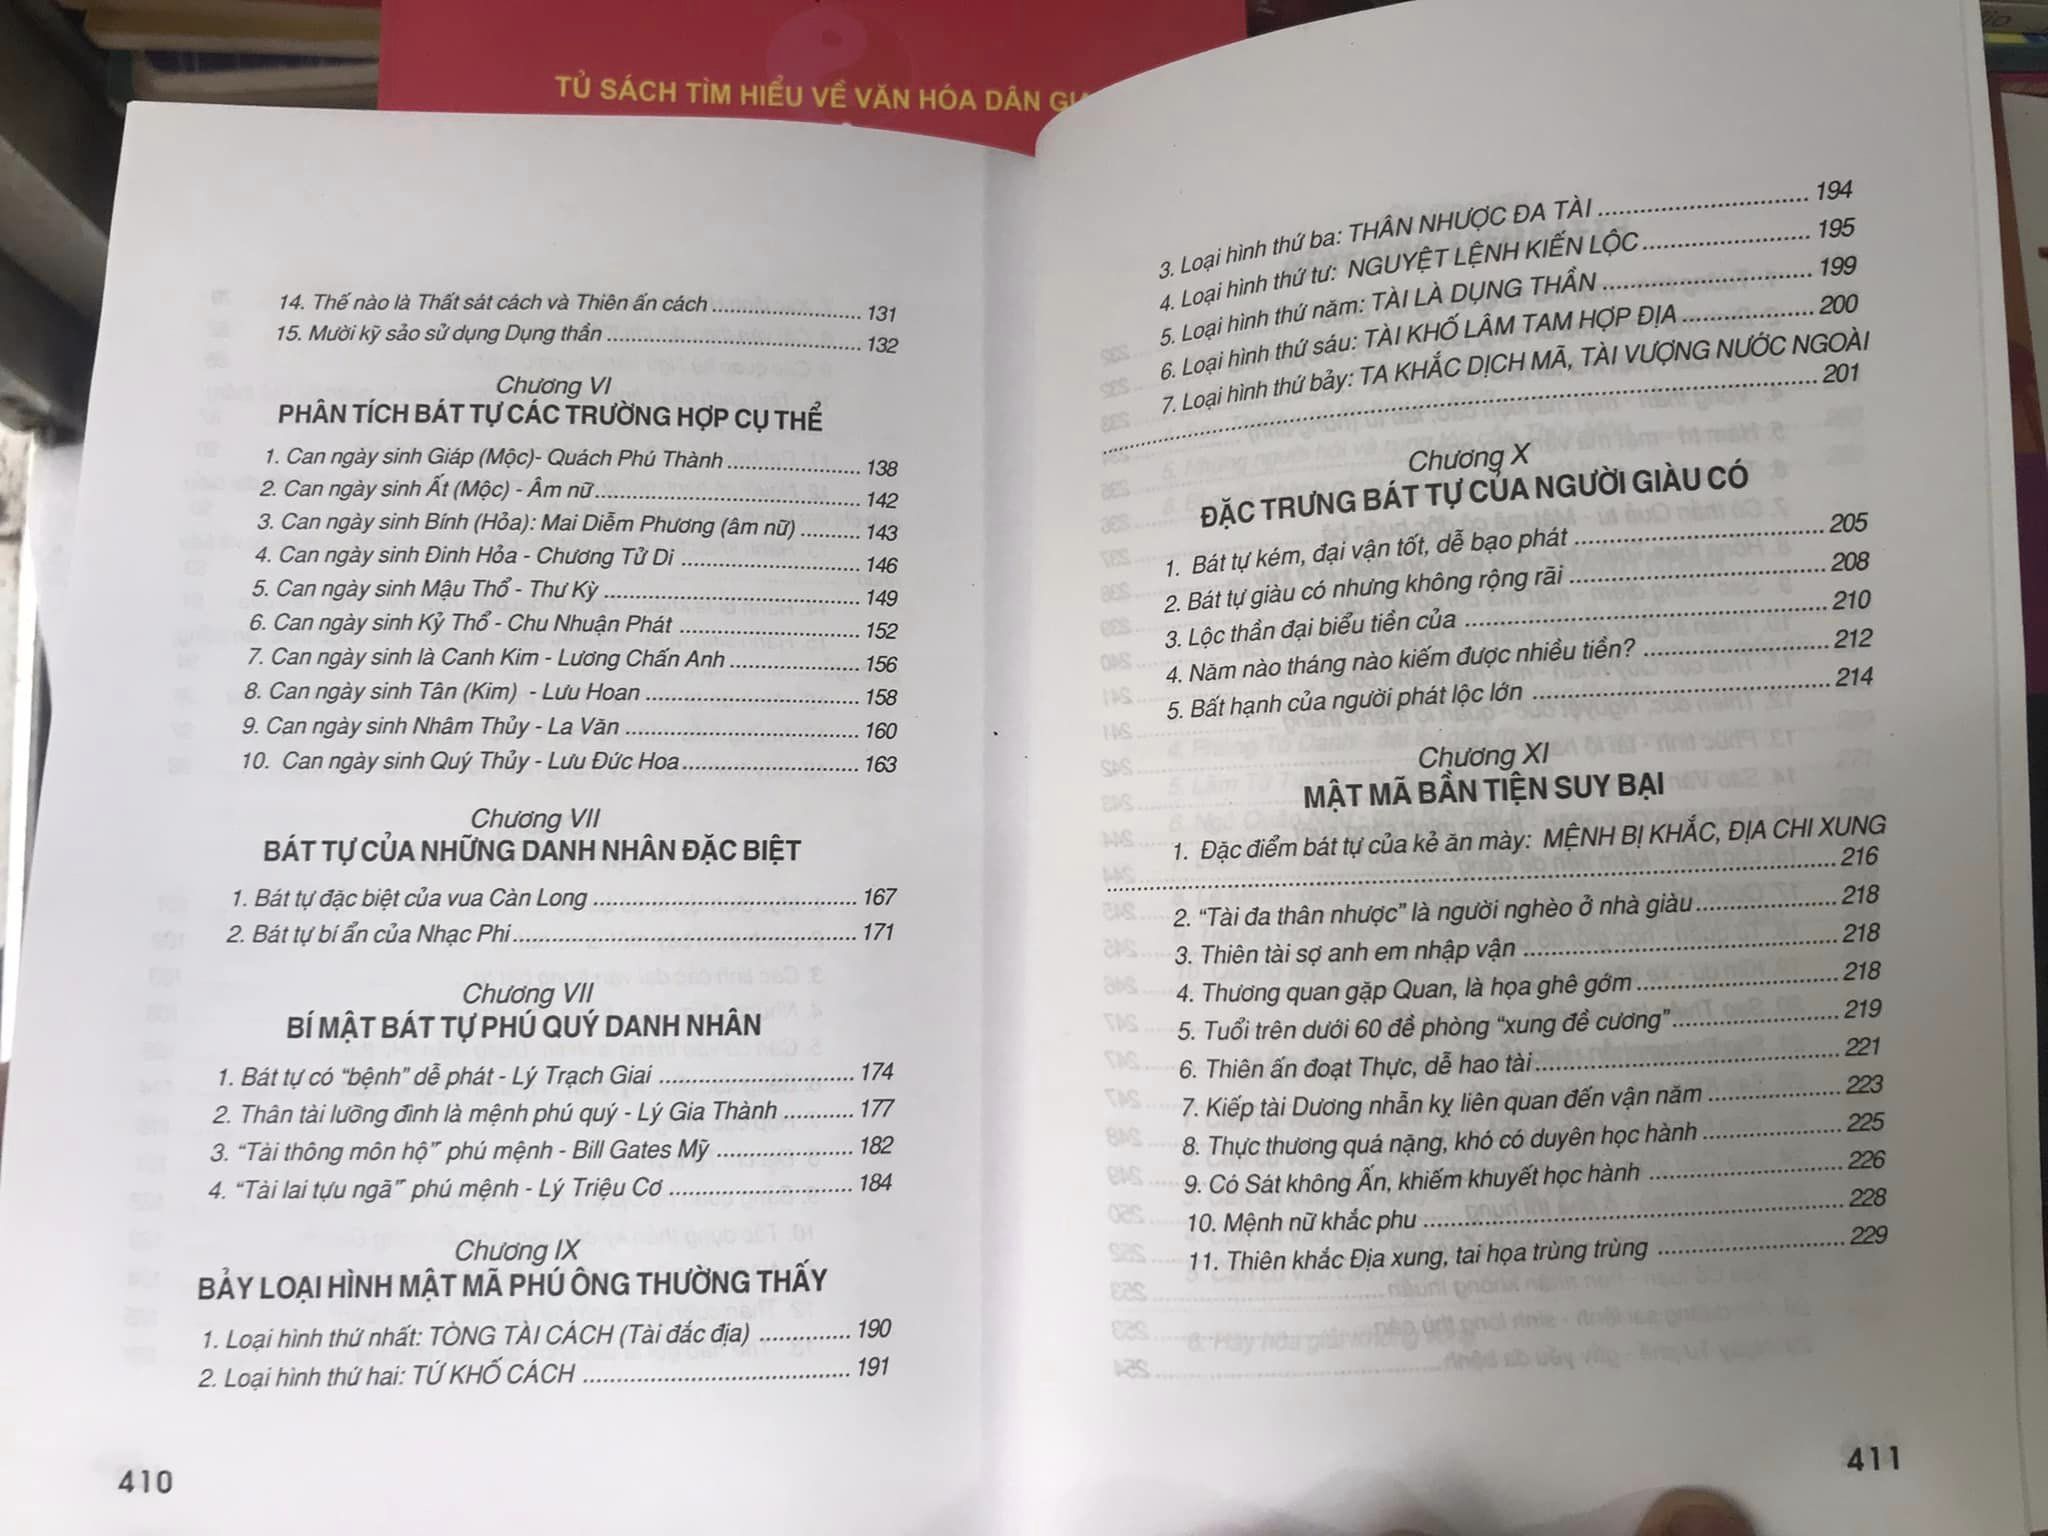 TỦ SÁCH TÌM HIỂU VỀ VĂN HÓA DÂN
14. Thế nào là Thất sát cách và Thiên ấn cách ........ 131
15. Mười kỹ sảo sử dụng Dụng thần ........ 132
Chương VI
PHÂN TÍCH BÁT TỰ CÁC TRƯỜNG HỢP CỤ THỂ
1. Can ngày sinh Giáp (Mộc)- Quách Phú Thành ........ 138
2. Can ngày sinh Ất (Mộc) - Âm nữ ........ 142
3. Can ngày sinh Bính (Hỏa): Mai Diễm Phương (âm nữ) ........ 143
4. Can ngày sinh Đinh Hỏa - Chương Tử Di ........ 146
5. Can ngày sinh Mậu Thổ - Thư Kỳ ........ 149
6. Can ngày sinh Kỷ Thổ - Chu Nhuận Phát ........ 152
7. Can ngày sinh là Canh Kim - Lương Chấn Anh ........ 156
8. Can ngày sinh Tân (Kim) - Lưu Hoan ........ 158
9. Can ngày sinh Nhâm Thủy - La Văn ........ 160
10. Can ngày sinh Quý Thủy - Lưu Đức Hoa ........ 163
Chương VII
BÁT TỰ CỦA NHỮNG DANH NHÂN ĐẶC BIỆT
1. Bát tự đặc biệt của vua Càn Long ........ 167
2. Bát tự bí ẩn của Nhạc Phi ........ 171
Chương VII
BÍ MẬT BÁT TỰ PHÚ QUÝ DANH NHÂN
1. Bát tự có "bệnh" dễ phát - Lý Trạch Giai ........ 174
2. Thân tài lưỡng đình là mệnh phú quý - Lý Gia Thành ........ 177
3. "Tài thông môn hộ" phú mệnh - Bill Gates Mỹ ........ 182
4. "Tài lai tựu ngã" phú mệnh - Lý Triệu Cơ ........ 184
Chương IX
BẢY LOẠI HÌNH MẬT MÃ PHÚ ÔNG THƯỜNG THẤY
1. Loại hình thứ nhất: TÒNG TÀI CÁCH (Tài đắc địa) ........ 190
2. Loại hình thứ hai: TỨ KHỐ CÁCH ........ 191
410
3. Loại hình thứ ba: THÂN NHƯỢC ĐA TÀI ........ 194
4. Loại hình thứ tư: NGUYỆT LỆNH KIẾN LỘC ........ 195
5. Loại hình thứ năm: TÀI LÀ DỤNG THẦN ........ 199
6. Loại hình thứ sáu: TÀI KHỐ LÂM TAM HỢP ĐỊA ........ 200
7. Loại hình thứ bảy: TA KHẮC DỊCH MÃ, TÀI VƯỢNG NƯỚC NGOÀI
........ 201
Chương X
ĐẶC TRƯNG BÁT TỰ CỦA NGƯỜI GIÀU CÓ
1. Bát tự kém, đại vận tốt, dễ bạo phát ........ 205
2. Bát tự giàu có nhưng không rộng rãi ........ 208
3. Lộc thần đại biểu tiền của ........ 210
4. Năm nào tháng nào kiếm được nhiều tiền? ........ 212
5. Bất hạnh của người phát lộc lớn ........ 214
Chương XI
MẬT MÃ BẦN TIỆN SUY BẠI
1. Đặc điểm bát tự của kẻ ăn mày: MỆNH BỊ KHẮC, ĐỊA CHI XUNG
........ 216
2. "Tài đa thân nhược" là người nghèo ở nhà giàu ........ 218
3. Thiên tài sợ anh em nhập vận ........ 218
4. Thương quan gặp Quan, là họa ghê gớm ........ 218
5. Tuổi trên dưới 60 đề phòng "xung đề cương" ........ 219
6. Thiên ấn đoạt Thực, dễ hao tài ........ 221
7. Kiếp tài Dương nhẫn kỵ liên quan đến vận năm ........ 223
8. Thực thương quá nặng, khó có duyên học hành ........ 225
9. Có Sát không Ấn, khiếm khuyết học hành ........ 226
10. Mệnh nữ khắc phu ........ 228
11. Thiên khắc Địa xung, tai họa trùng trùng ........ 229
411